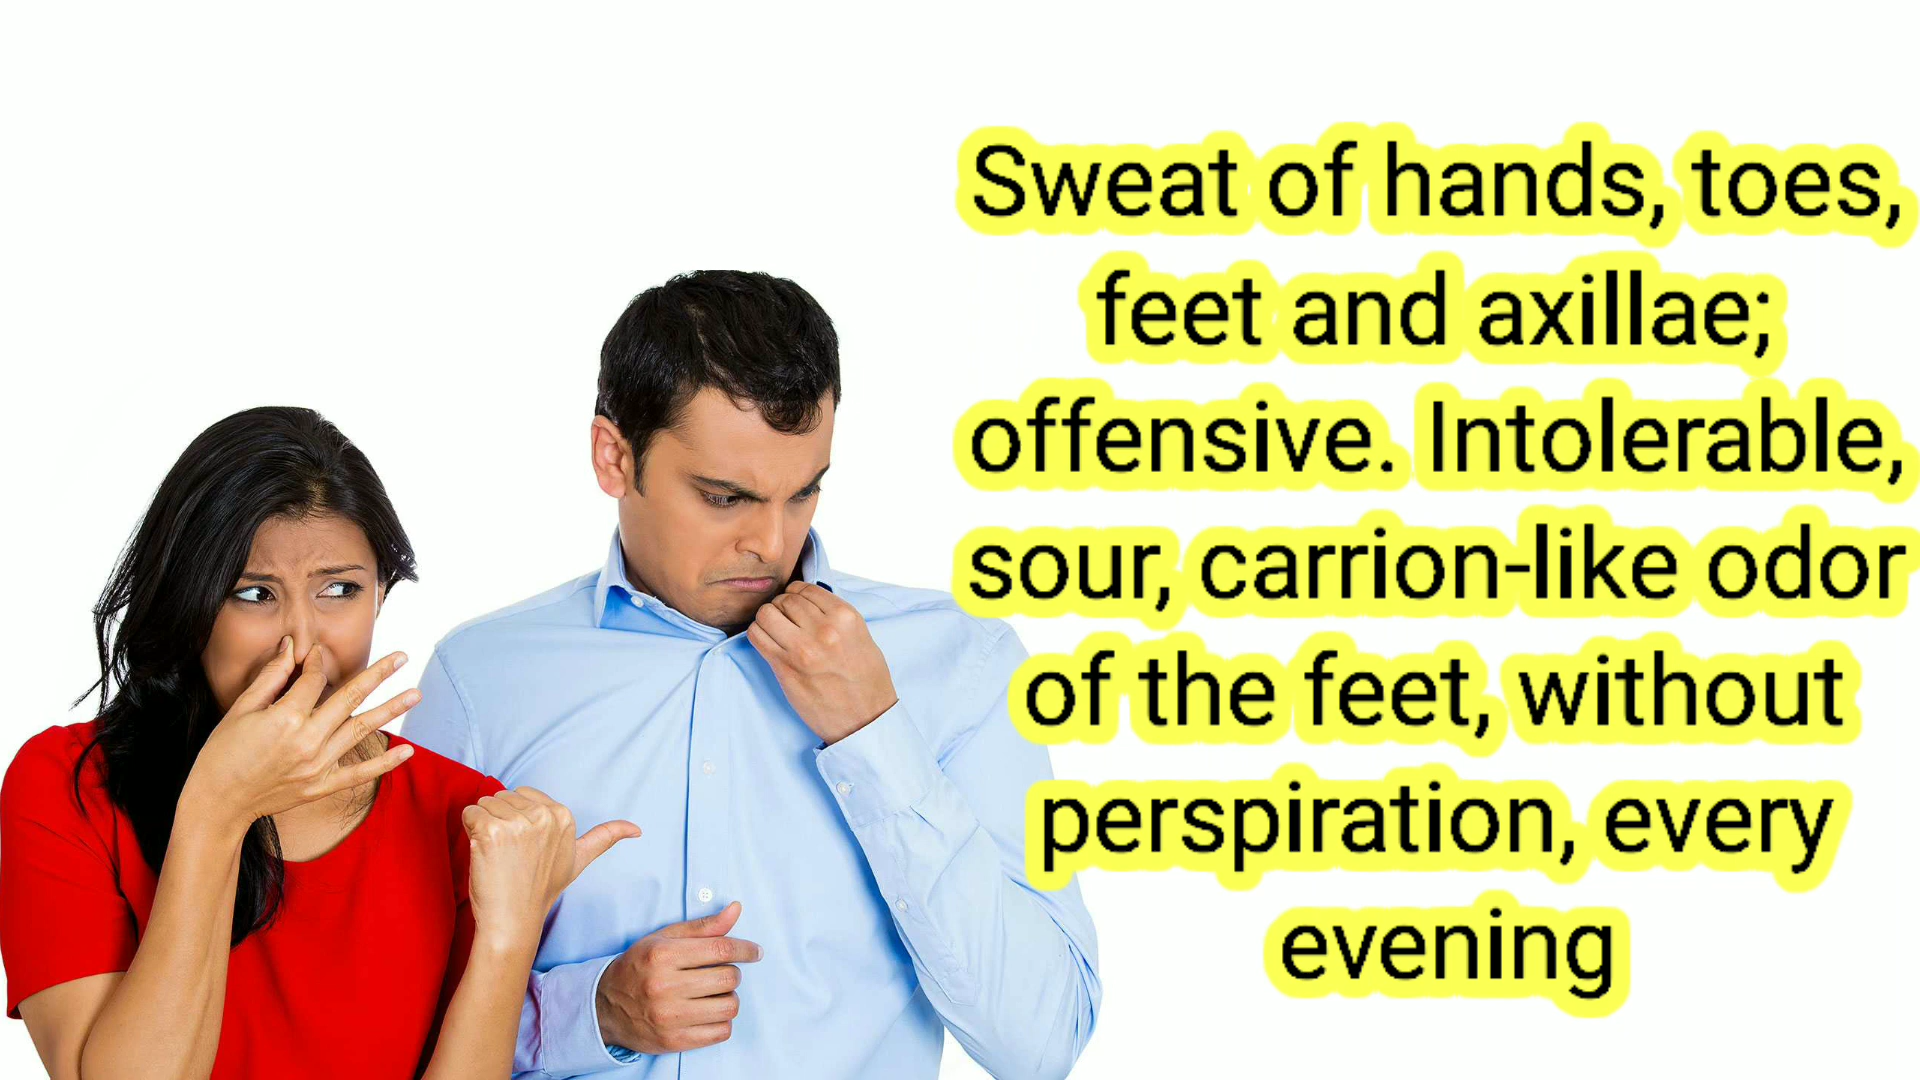 Sweat of hands, toes,
feet and axillae;
offensive. Intolerable,
sour, carrion-like odor
of the feet, without
perspiration, every
evening